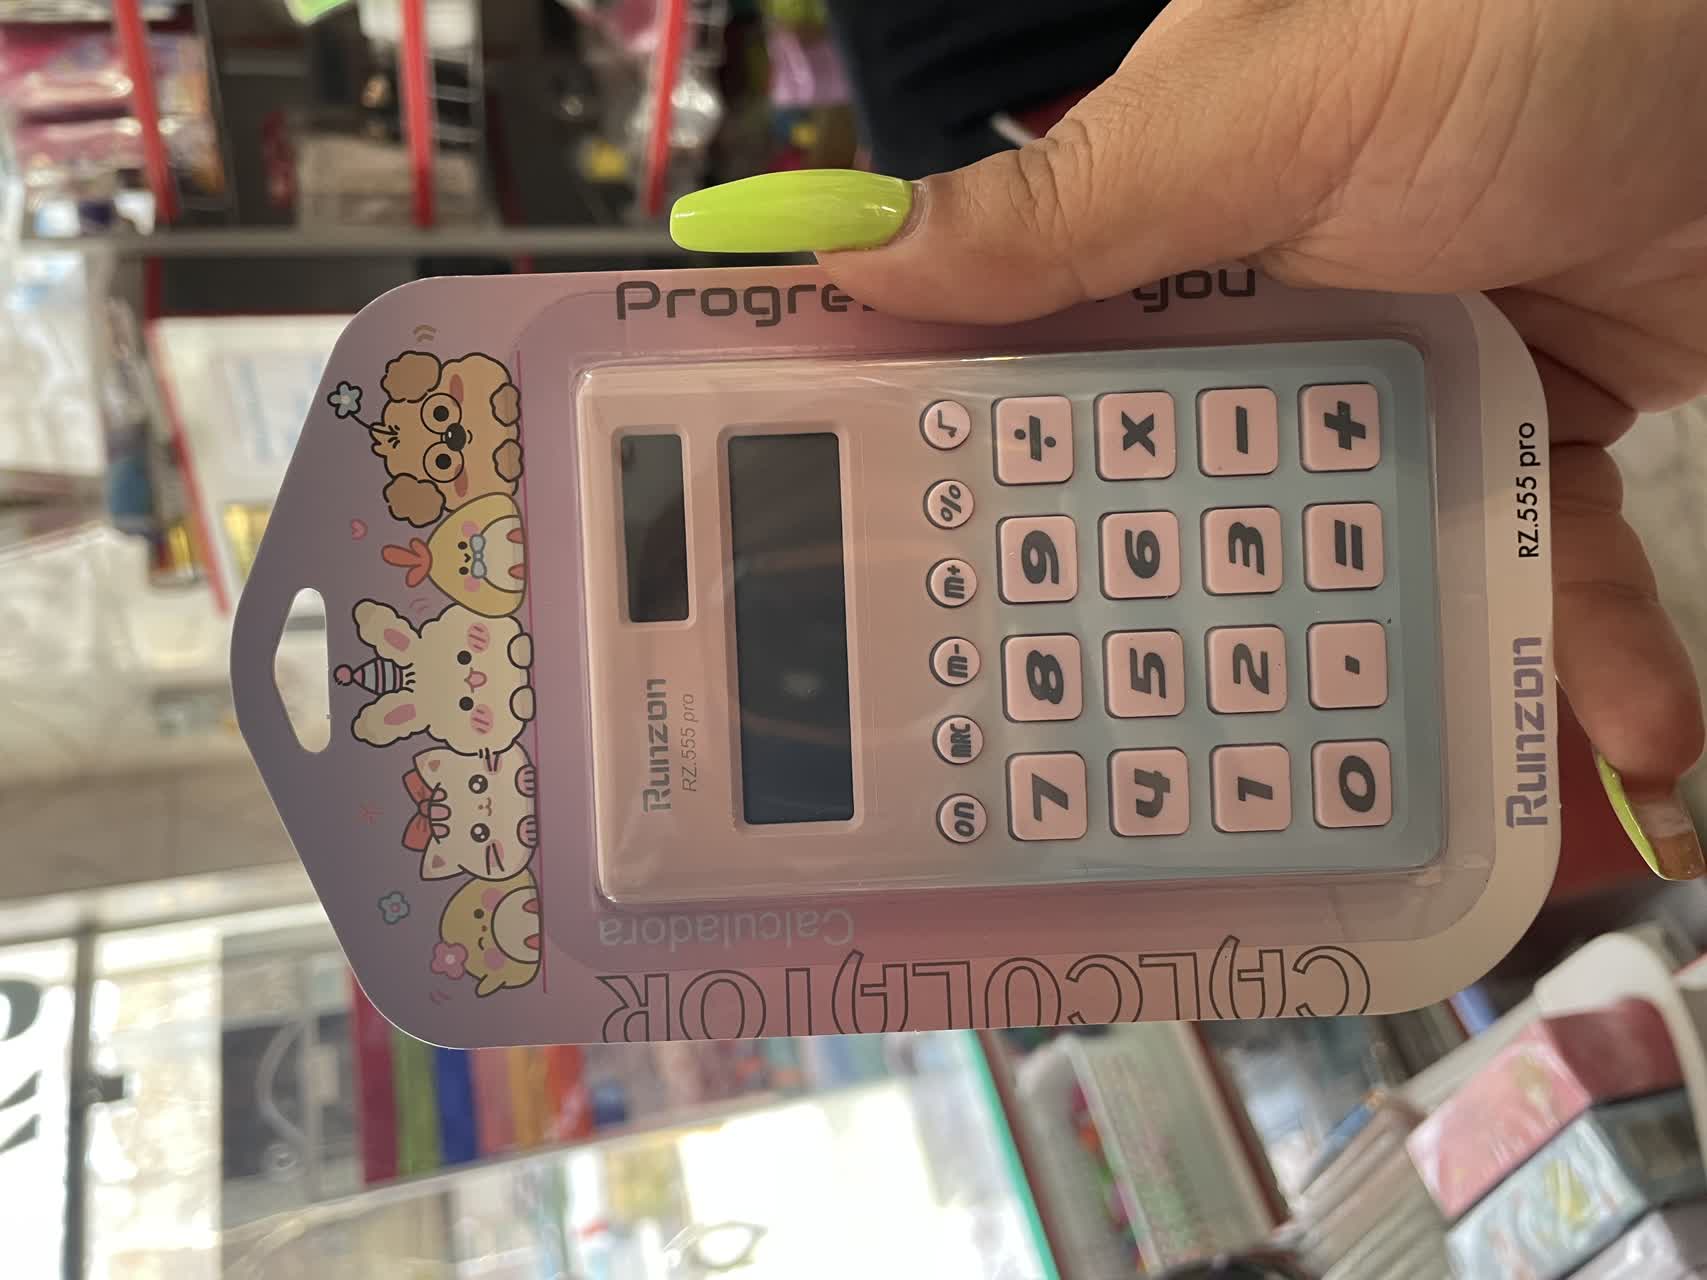 Progre
you
Runzon
RZ.555 pro
on MRC M- M+ % √
7 8 9 ÷
4 5 6 x
1 2 3 −
0 . = +
Calculadora
CALCULATOR
Runzon
RZ.555 pro